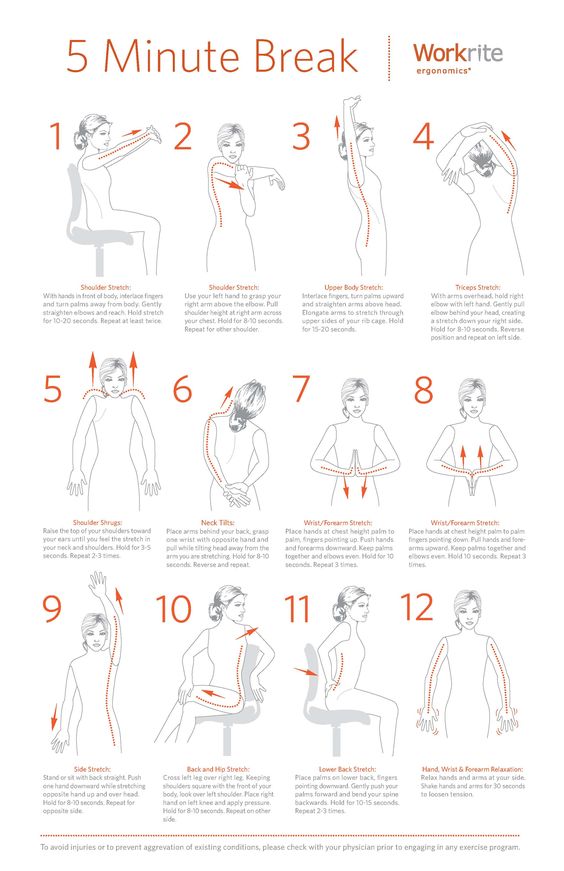 5 Minute Break
Workrite
ergonomics*
1
2
3
4
Shoulder Stretch:
With hands in front of body, interlace fingers
and turn palms away from body. Gently
straighten elbows and reach. Hold stretch
for 10-20 seconds. Repeat at least twice.
Shoulder Stretch:
Use your left hand to grasp your
right arm above the elbow. Pull
shoulder height at right arm across
your chest. Hold for 8-10 seconds.
Repeat for other shoulder.
Upper Body Stretch:
Interlace fingers, turn palms upward
and straighten arms above head.
Elongate arms to stretch through
upper sides of your rib cage. Hold
for 15-20 seconds.
Triceps Stretch:
With arms overhead, hold right
elbow with left hand. Gently pull
elbow behind your head, creating
a stretch down your right side.
Hold for 8-10 seconds. Reverse
position and repeat on left side.
5
6
7
8
Shoulder Shrugs:
Raise the top of your shoulders toward
your ears until you feel the stretch in
your neck and shoulders. Hold for 3-5
seconds. Repeat 2-3 times.
Neck Tilts:
Place arms behind your back, grasp
one wrist with opposite hand and
pull while tilting head away from the
arm you are stretching. Hold for 8-10
seconds. Reverse and repeat.
Wrist/Forearm Stretch:
Place hands at chest height palm to
palm, fingers pointing up. Push hands
and forearms downward. Keep palms
together and elbows even. Hold for 10
seconds. Repeat 3 times.
Wrist/Forearm Stretch:
Place hands at chest height palm to palm
fingers pointing down. Pull hands and fore-
arms upward. Keep palms together and
elbows even. Hold 10 seconds. Repeat 3
times.
9
10
11
12
Side Stretch:
Stand or sit with back straight. Push
one hand downward while stretching
opposite hand up and over head.
Hold for 8-10 seconds. Repeat for
opposite side.
Back and Hip Stretch:
Cross left leg over right leg. Keeping
shoulders square with the front of your
body, look over left shoulder. Place right
hand on left knee and apply pressure.
Hold for 8-10 seconds. Repeat on other
side.
Lower Back Stretch:
Place palms on lower back, fingers
pointing downward. Gently push your
palms forward and bend your spine
backwards. Hold for 10-15 seconds.
Repeat 2-3 times.
Hand, Wrist & Forearm Relaxation:
Relax hands and arms at your side.
Shake hands and arms for 30 seconds
to loosen tension.
To avoid injuries or to prevent aggrevation of existing conditions, please check with your physician prior to engaging in any exercise program.